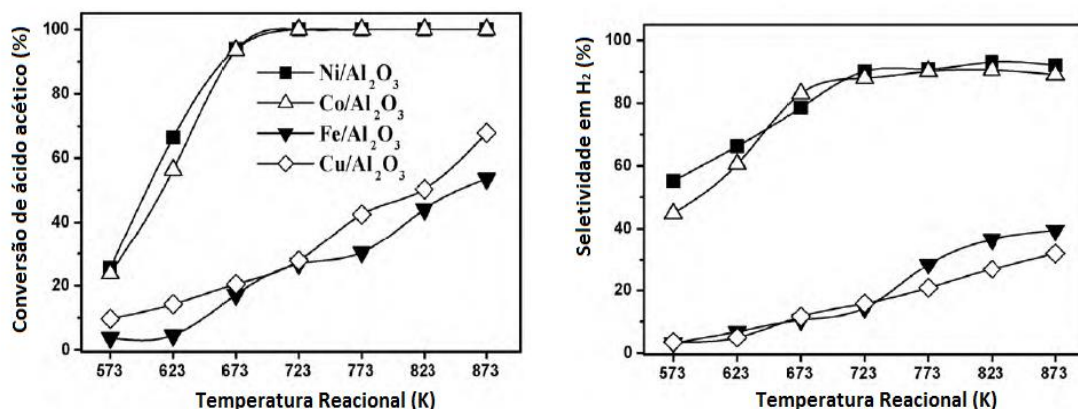 Conversão de ácido acético (%)
100
80
60
40
20
0
Ni/Al₂O₃
Co/Al₂O₃
Fe/Al₂O₃
Cu/Al₂O₃
573 623 673 723 773 823 873
Temperatura Reacional (K)
Seletividade em H₂ (%)
100
80
60
40
20
0
573 623 673 723 773 823 873
Temperatura Reacional (K)